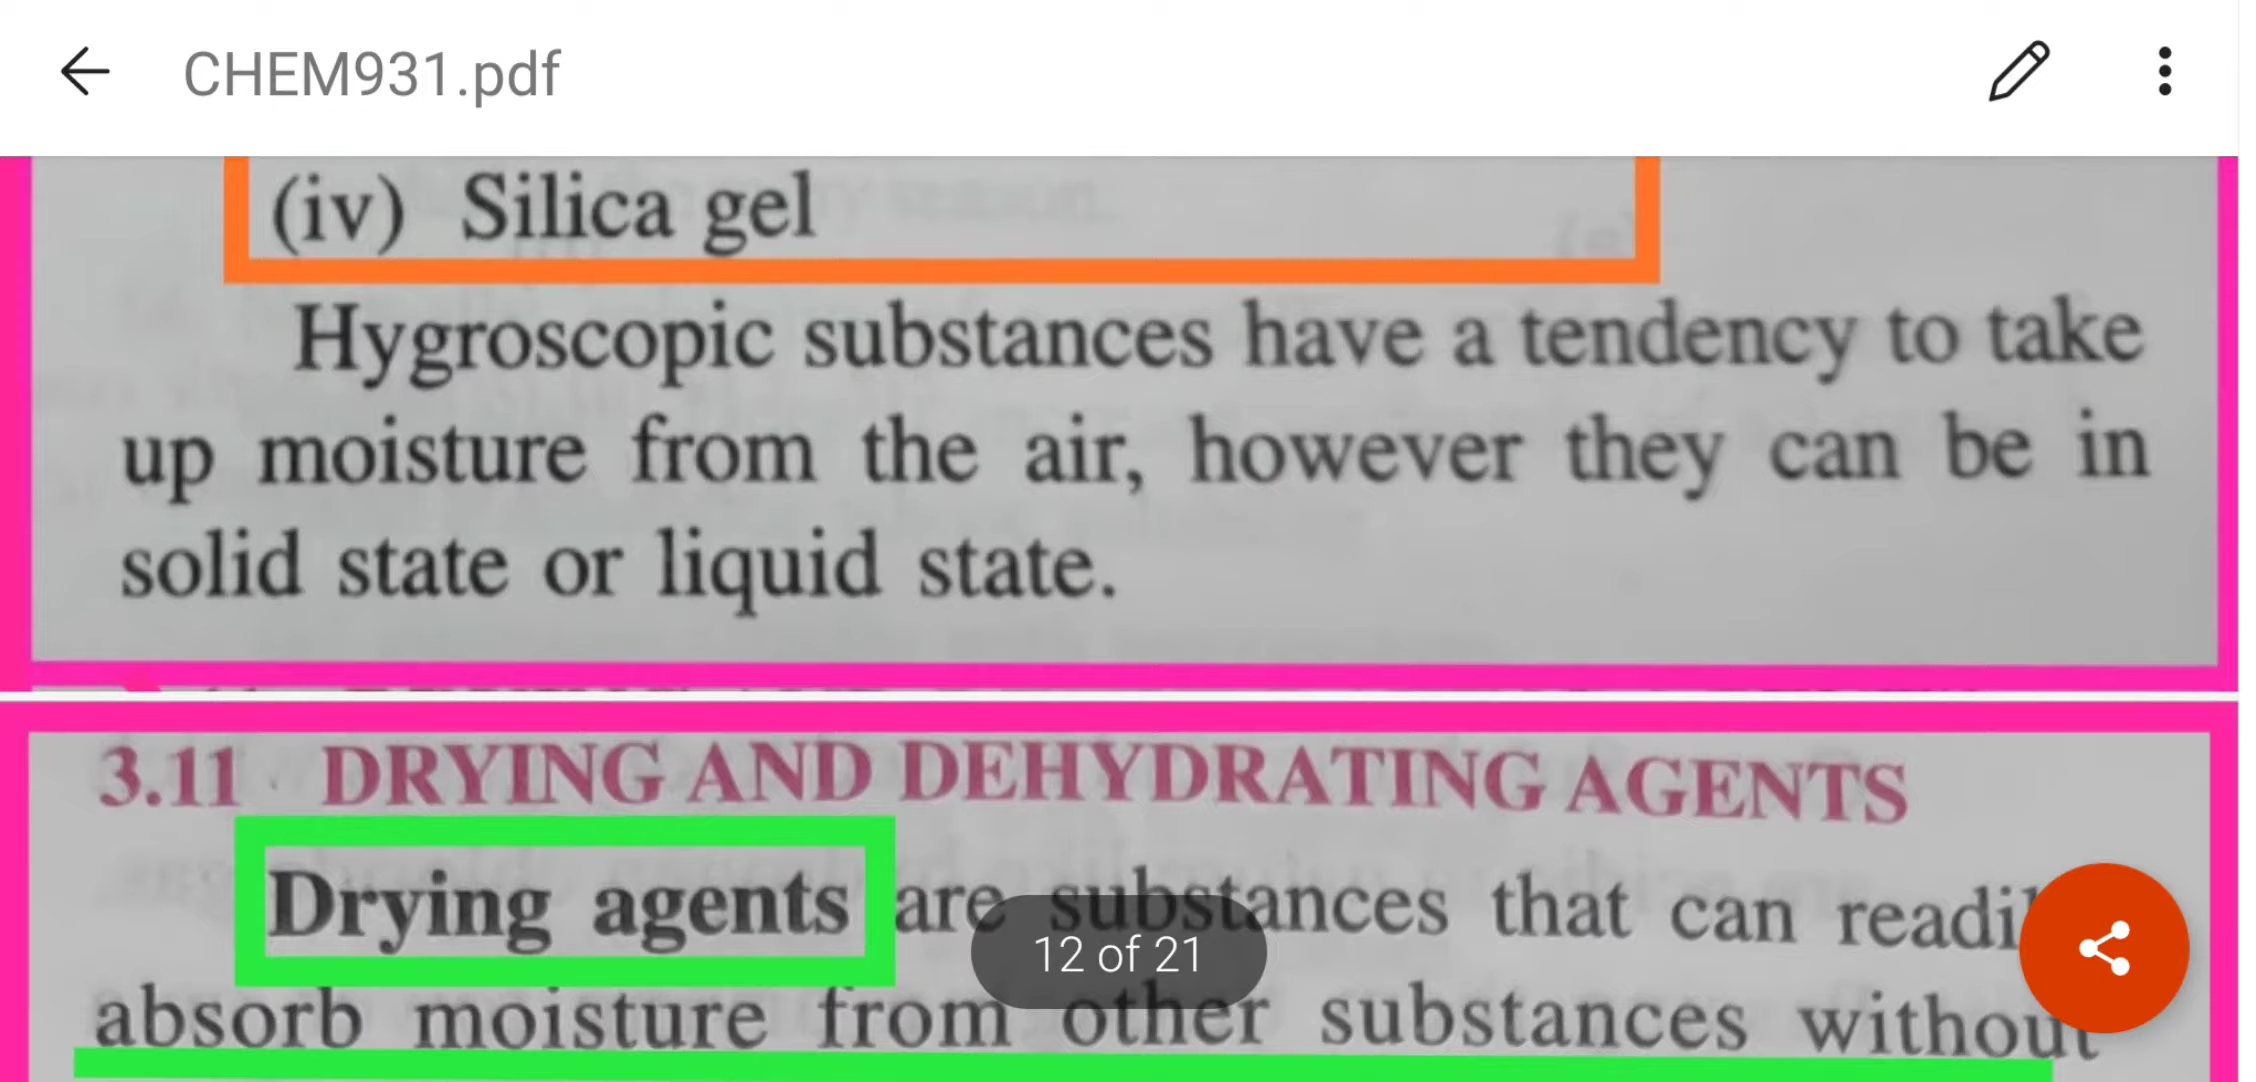 CHEM931.pdf
(iv) Silica gel
Hygroscopic substances have a tendency to take
up moisture from the air, however they can be in
solid state or liquid state.
3.11 DRYING AND DEHYDRATING AGENTS
Drying agents are substances that can
12 of 21
absorb moisture from other substances without